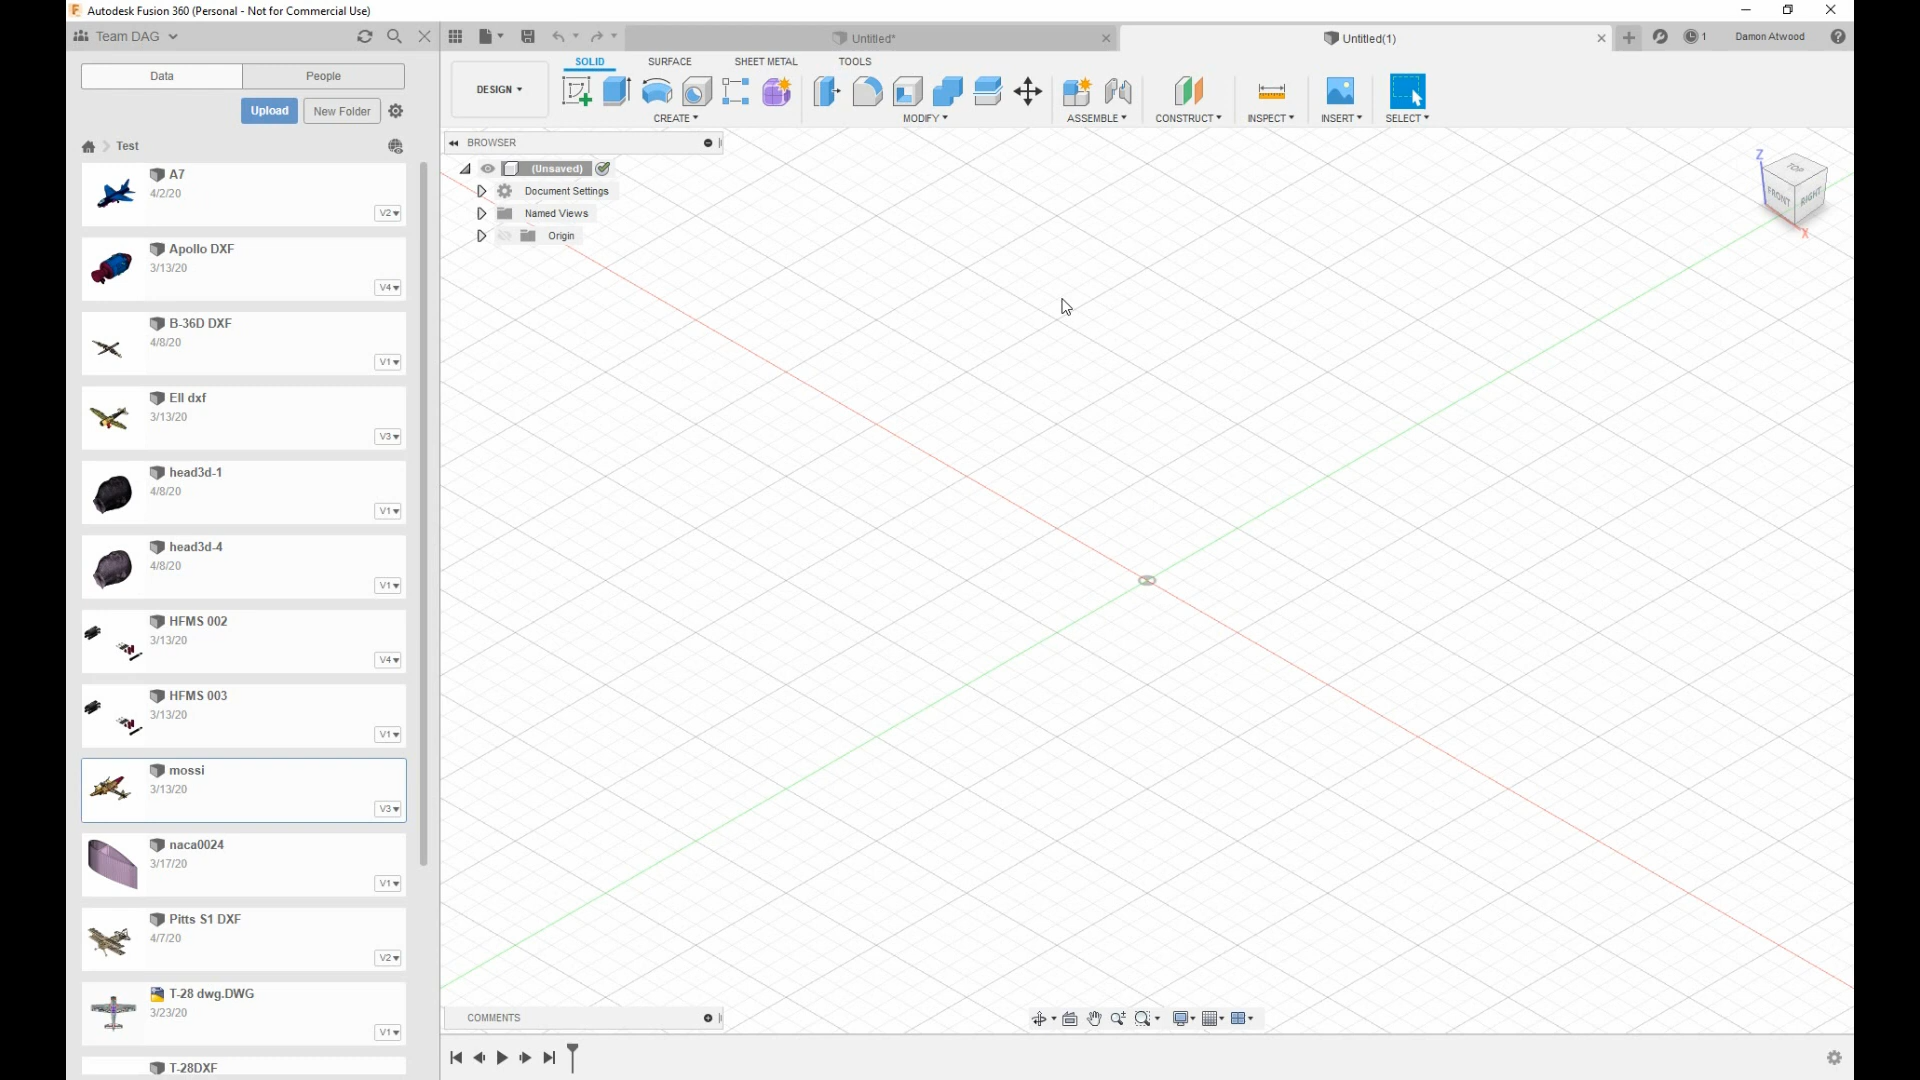 Autodesk Fusion 360 (Personal - Not for Commercial Use)
Team DAG
Untitled*
Untitled(1)
1
Damon Atwood
Data
People
Upload
New Folder
Test
DESIGN
SOLID
SURFACE
SHEET METAL
TOOLS
CREATE
MODIFY
ASSEMBLE
CONSTRUCT
INSPECT
INSERT
SELECT
BROWSER
(Unsaved)
Document Settings
Named Views
Origin
Z
TOP
FRONT
RIGHT
X
A7
4/2/20
V2
Apollo DXF
3/13/20
V4
B-36D DXF
4/8/20
V1
Ell dxf
3/13/20
V3
head3d-1
4/8/20
V1
head3d-4
4/8/20
V1
HFMS 002
3/13/20
V4
HFMS 003
3/13/20
V1
mossi
3/13/20
V3
naca0024
3/17/20
V1
Pitts S1 DXF
4/7/20
V2
T-28 dwg.DWG
3/23/20
V1
T-28DXF
COMMENTS